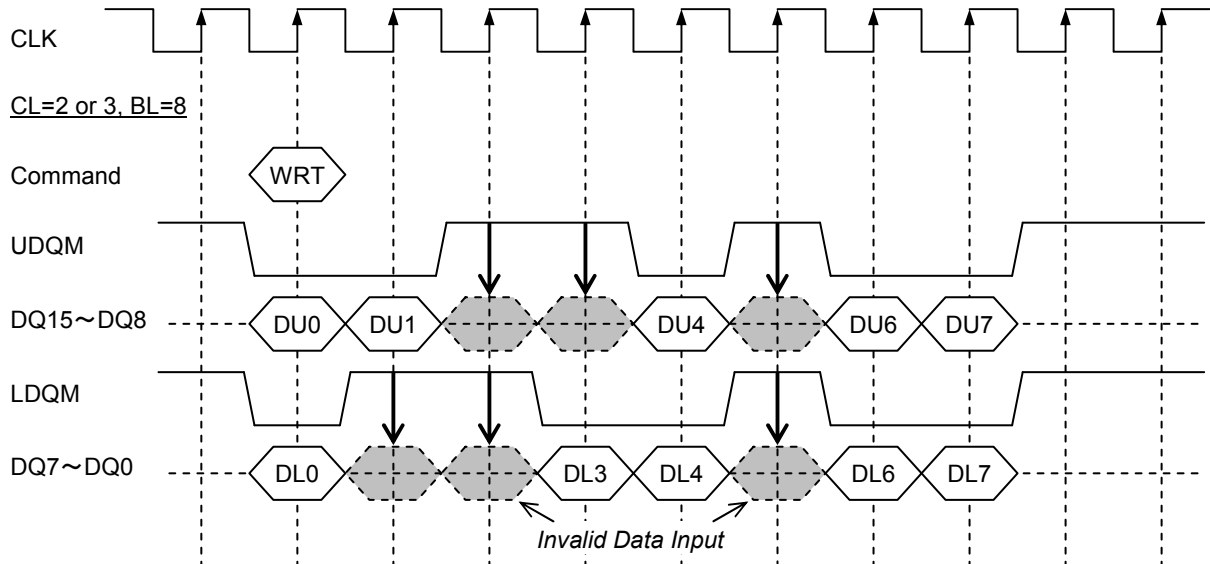 CLK
CL=2 or 3, BL=8
Command
WRT
UDQM
DQ15～DQ8
DU0 DU1 DU4 DU6 DU7
LDQM
DQ7～DQ0
DL0 DL3 DL4 DL6 DL7
Invalid Data Input